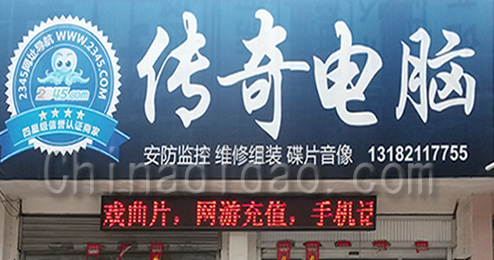 2345网址导航 WWW.2345.COM
2345.com
四星级信誉认证商家
传奇电脑
安防监控 维修组装 碟片音像 13182117755
Chinadidao.com
戏曲片，网游充值，手机话